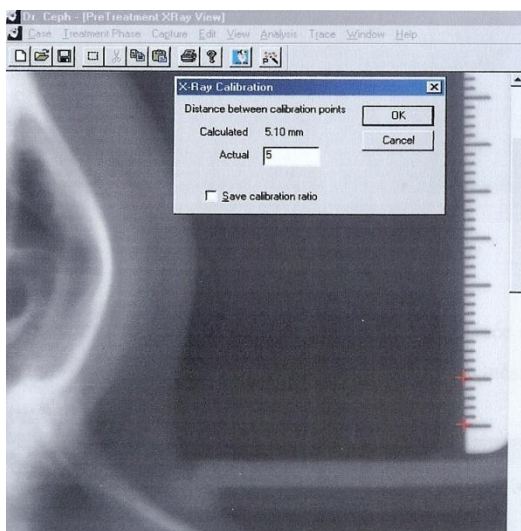 Dr. Ceph - [PreTreatment XRay View]
Case Treatment Phase Capture Edit View Analysis Trace Window Help
X-Ray Calibration
Distance between calibration points
Calculated 5.10 mm
Actual 5
Save calibration ratio
OK
Cancel